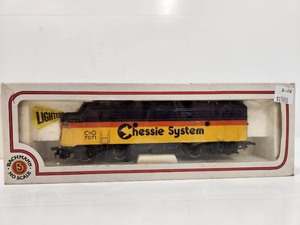 LIGHTED
C&O
7071
Chessie System
BACHMANN
B
HO SCALE